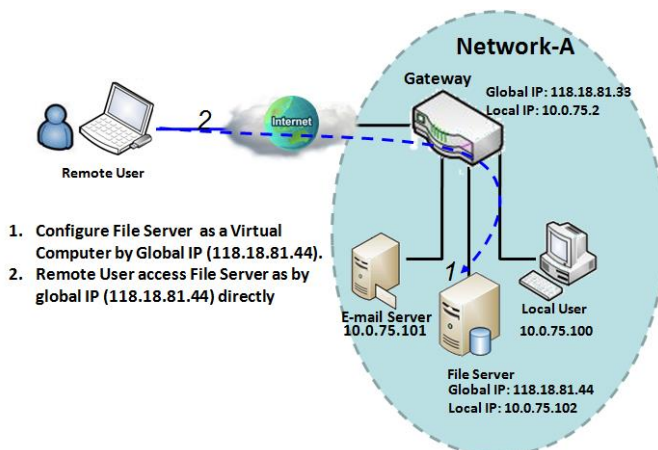 Network-A
Gateway
Global IP: 118.18.81.33
Local IP: 10.0.75.2
2
Internet
Remote User
1. Configure File Server as a Virtual
Computer by Global IP (118.18.81.44).
2. Remote User access File Server as by
global IP (118.18.81.44) directly
1
E-mail Server
10.0.75.101
Local User
10.0.75.100
File Server
Global IP: 118.18.81.44
Local IP: 10.0.75.102